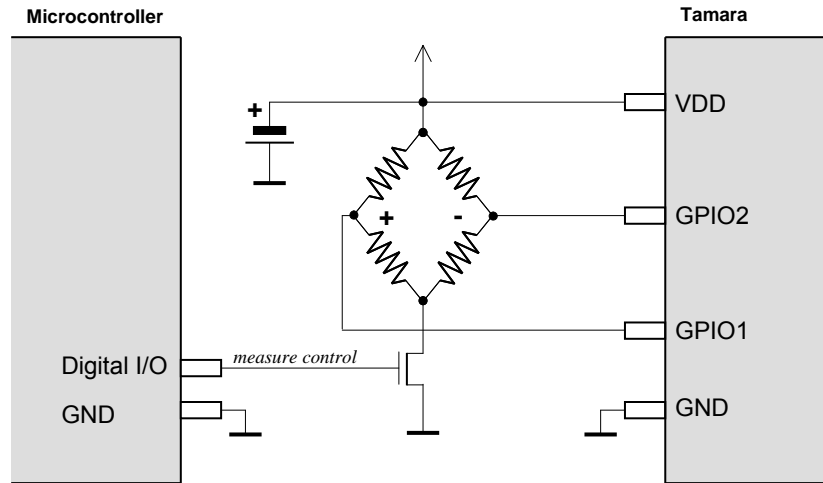 Microcontroller
Tamara
+
VDD
+ -
GPIO2
GPIO1
Digital I/O
measure control
GND
GND